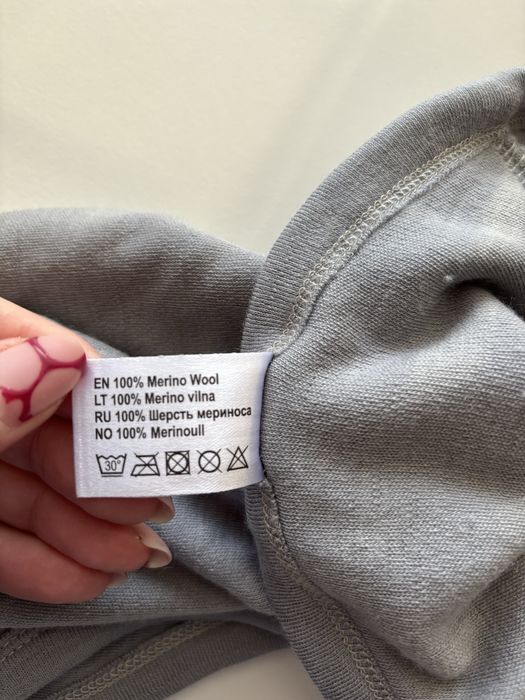 EN 100% Merino Wool
LT 100% Merino vilna
RU 100% Шерсть мериноса
NO 100% Merinoull
30°